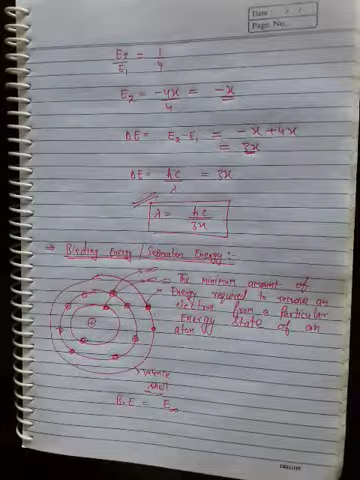 Date:
Page No.
E₂/E₁ = 1/4
E₂ = -4x/4 = -x
ΔE = E₂-E₁ = -x+4x
= 3x
ΔE = hc/λ = 3x
λ = hc/3x
→ Binding Energy / Separation Energy:-
The minimum amount of
Energy required to remove an
electron from a particular
Energy State of an
atom
valence
shell
B.E = E∞